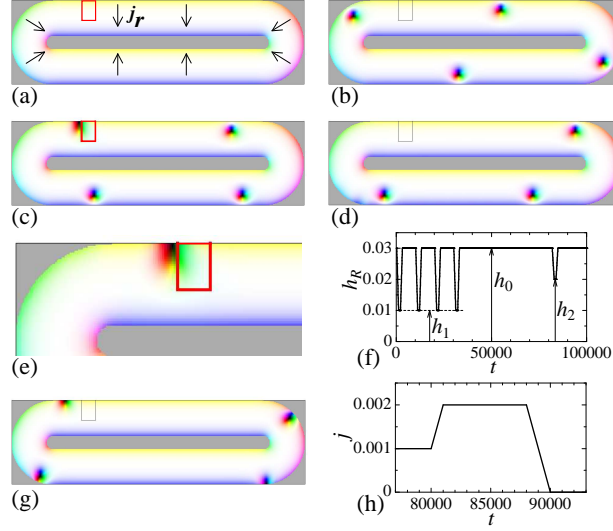 j_r
(a)
(b)
(c)
(d)
(e)
h_R
0.03
0.02
0.01
0
h_1
h_0
h_2
0
50000
100000
t
(f)
(g)
j
0.002
0.001
0
80000
85000
90000
t
(h)